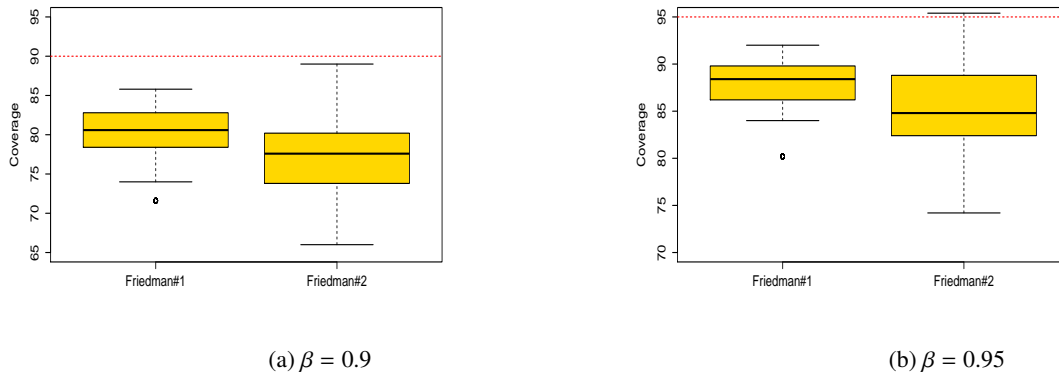 95
90
85
80
75
70
65
Coverage
Friedman#1 Friedman#2
(a) β = 0.9
95
90
85
80
75
70
Coverage
Friedman#1 Friedman#2
(b) β = 0.95